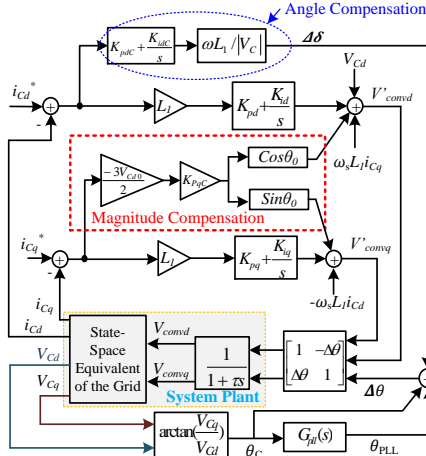 Angle Compensation
K_pdC + K_idC/s
ωL_1/|V_C|
Δδ
V_Cd
i_Cd*
+
-
L_1
K_pd + K_id/s
+
V'_convd
ω_s L_1 i_Cq
-3V_Cd0/2
K_PqC
Cosθ_0
Sinθ_0
Magnitude Compensation
i_Cq*
+
-
L_1
K_pq + K_iq/s
+
V'_convq
-ω_s L_1 i_Cd
i_Cq
i_Cd
V_Cd
V_Cq
State-
Space
Equivalent
of the Grid
V_convd
V_convq
1/(1 + τs)
System Plant
1 -Δθ
Δθ 1
Δθ
+
arctan(V_Cq/V_Cd)
θ_C
G_pll(s)
θ_PLL